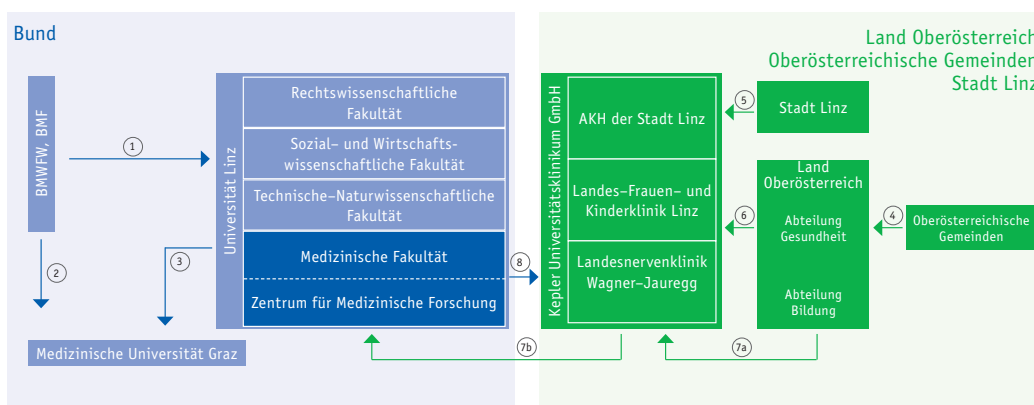 Bund
Land Oberösterreich
Oberösterreichische Gemeinden
Stadt Linz
BMWFW, BMF
1
2
3
Universität Linz
Rechtswissenschaftliche
Fakultät
Sozial- und Wirtschafts-
wissenschaftliche Fakultät
Technische-Naturwissenschaftliche
Fakultät
Medizinische Fakultät
Zentrum für Medizinische Forschung
Medizinische Universität Graz
8
Kepler Universitätsklinikum GmbH
AKH der Stadt Linz
Landes-Frauen- und
Kinderklinik Linz
Landesnervenklinik
Wagner-Jauregg
5
Stadt Linz
6
Land
Oberösterreich
Abteilung
Gesundheit
Abteilung
Bildung
4
Oberösterreichische
Gemeinden
7b
7a